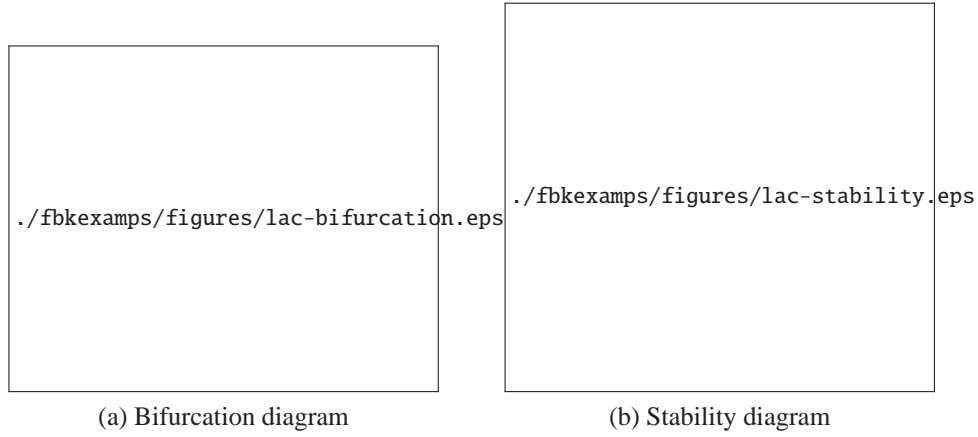 ./fbkexamps/figures/lac-bifurcation.eps
./fbkexamps/figures/lac-stability.eps
(a) Bifurcation diagram
(b) Stability diagram